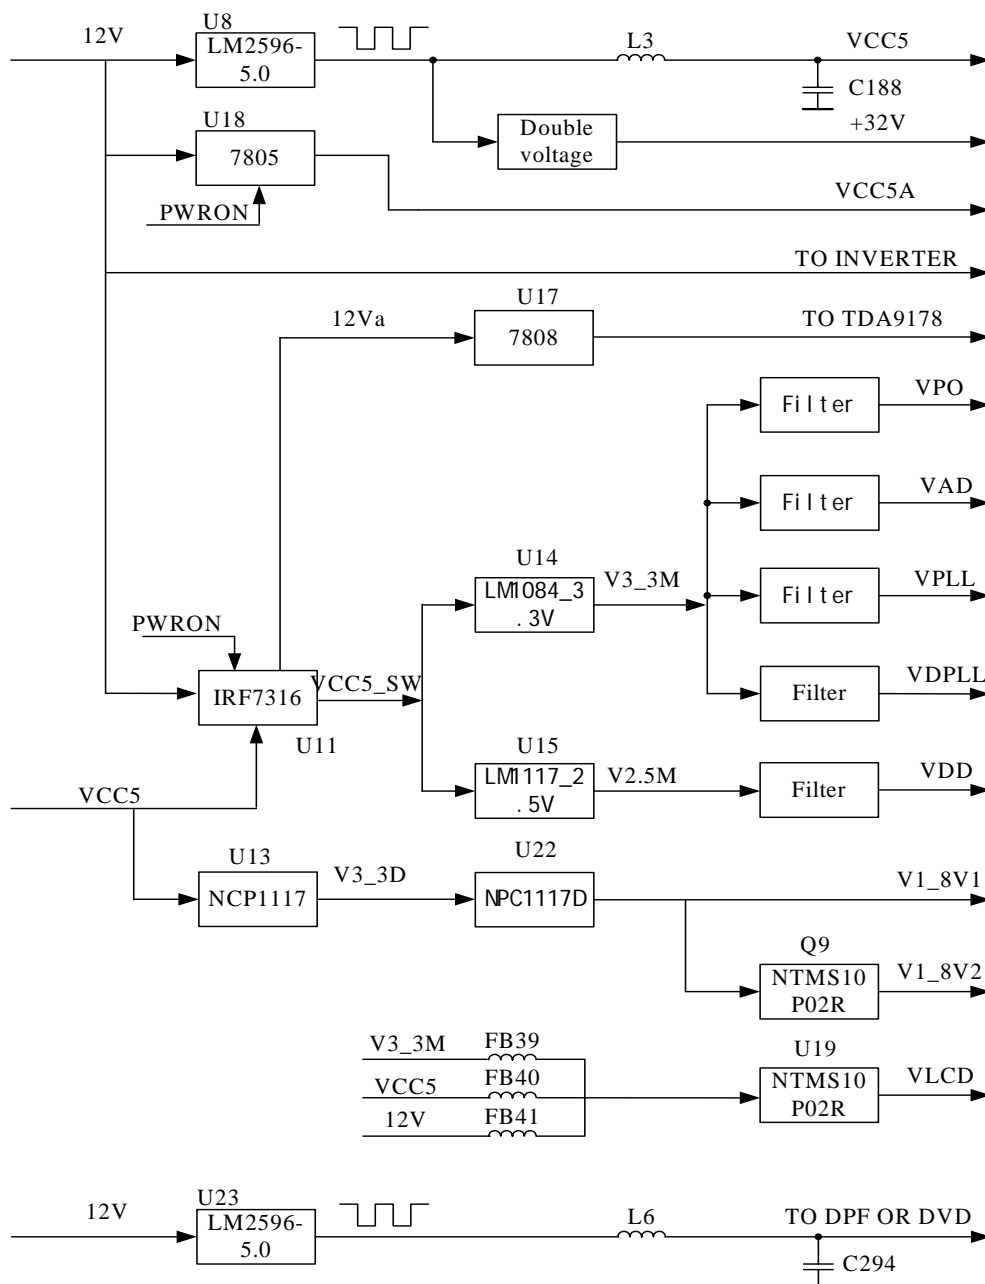 U8
12V
LM2596-
5.0
L3
VCC5
C188
U18
7805
Double
voltage
+32V
PWRON
VCC5A
TO INVERTER
U17
12Va
7808
TO TDA9178
Filter
VPO
Filter
VAD
U14
LM1084_3
.3V
V3_3M
Filter
VPLL
PWRON
IRF7316
VCC5_SW
U11
Filter
VDPLL
U15
LM1117_2
.5V
V2.5M
Filter
VDD
VCC5
U13
NCP1117
V3_3D
U22
NPC1117D
V1_8V1
Q9
NTMS10
P02R
V1_8V2
V3_3M
FB39
VCC5
FB40
12V
FB41
U19
NTMS10
P02R
VLCD
U23
12V
LM2596-
5.0
L6
TO DPF OR DVD
C294